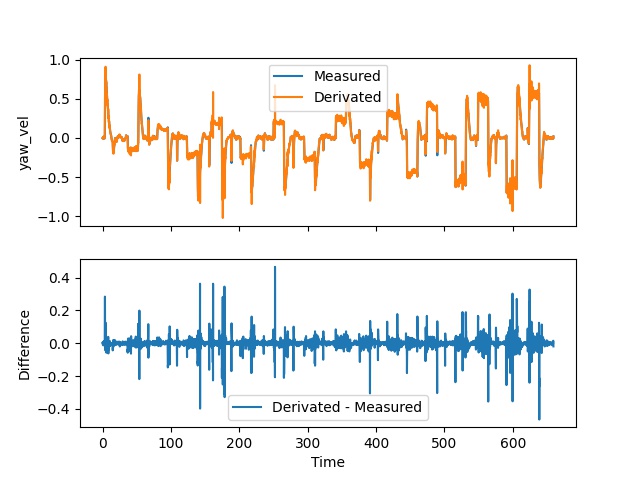 1.0
0.5
0.0
−0.5
−1.0
yaw_vel
Measured
Derivated
0.4
0.2
0.0
−0.2
−0.4
Difference
Derivated - Measured
0 100 200 300 400 500 600
Time